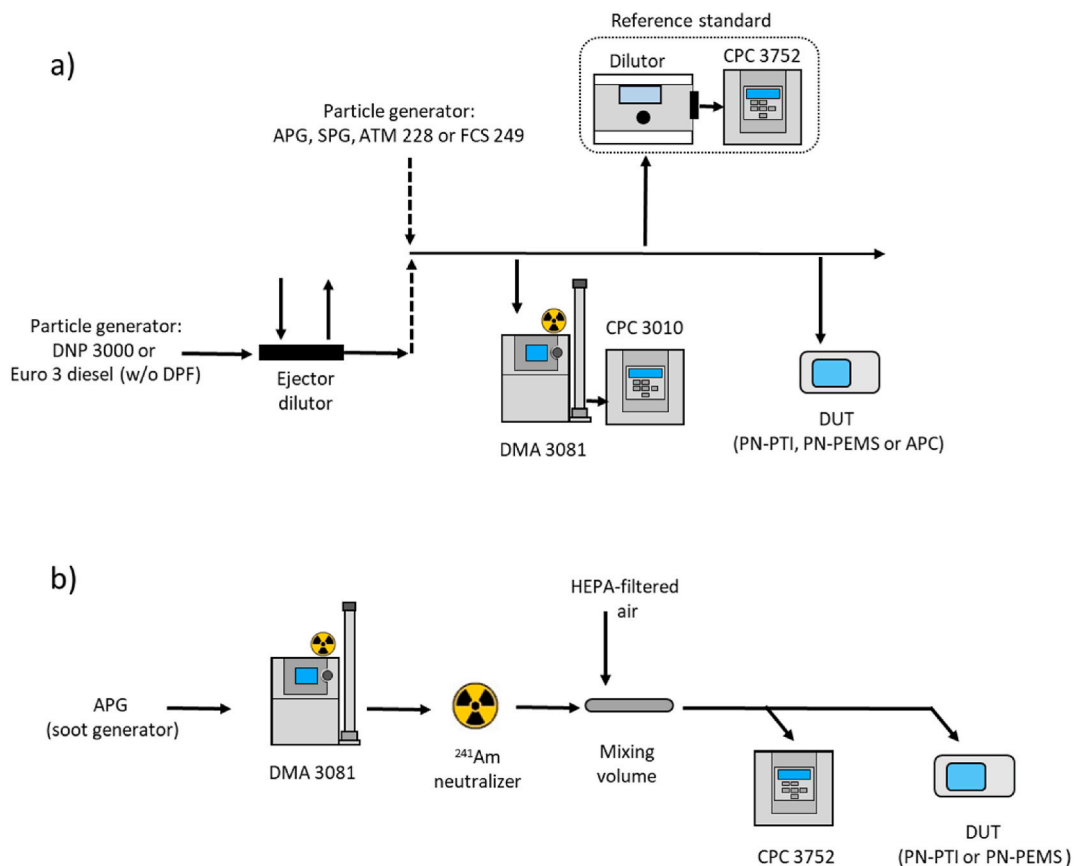 a)
Reference standard
Dilutor
CPC 3752
Particle generator:
APG, SPG, ATM 228 or FCS 249
Particle generator:
DNP 3000 or
Euro 3 diesel (w/o DPF)
Ejector
dilutor
CPC 3010
DMA 3081
DUT
(PN-PTI, PN-PEMS or APC)
b)
HEPA-filtered
air
APG
(soot generator)
DMA 3081
²⁴¹Am
neutralizer
Mixing
volume
CPC 3752
DUT
(PN-PTI or PN-PEMS)